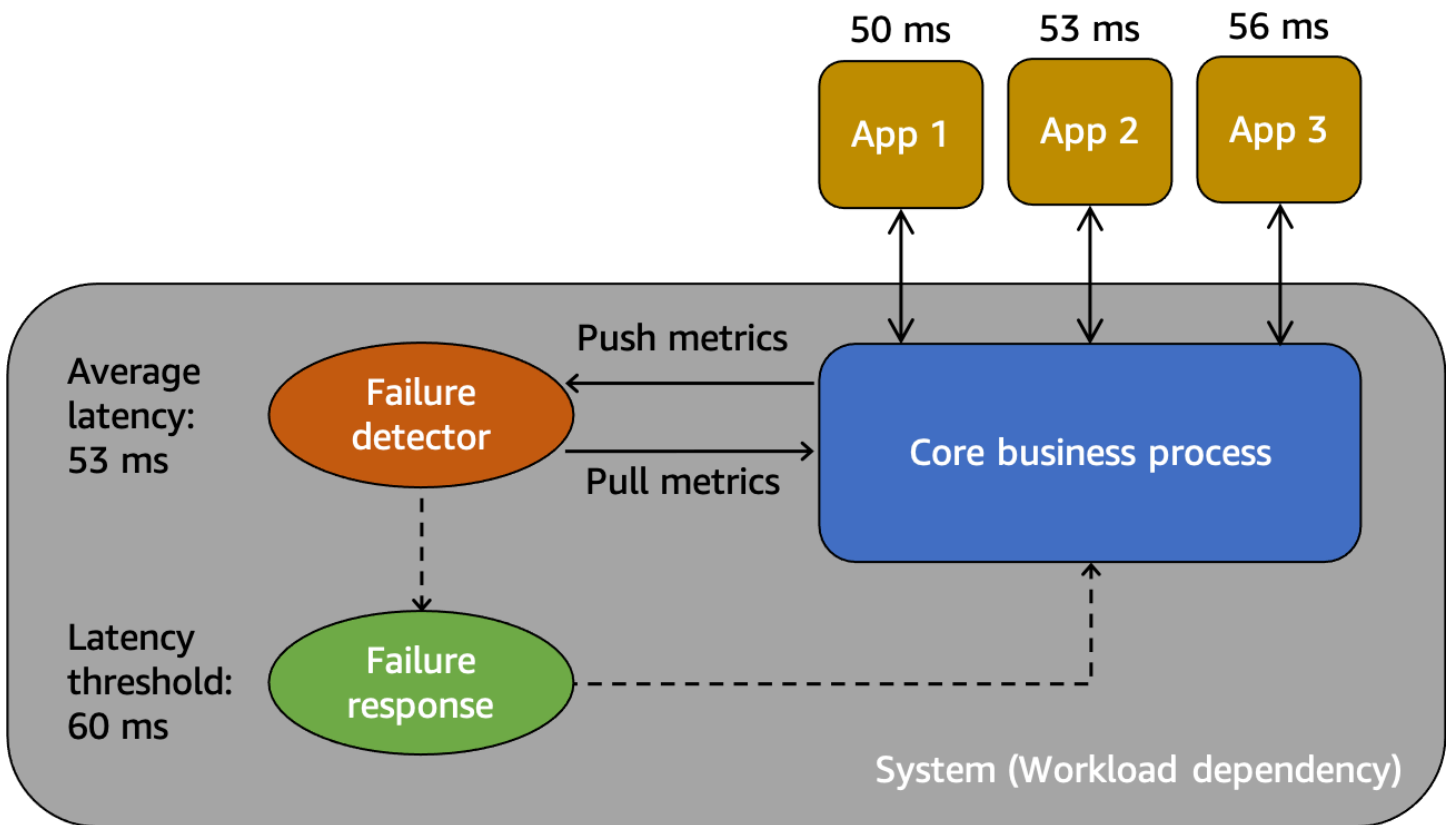 50 ms
53 ms
56 ms
App 1
App 2
App 3
Push metrics
Average
latency:
53 ms
Failure
detector
Core business process
Pull metrics
Latency
threshold:
60 ms
Failure
response
System (Workload dependency)